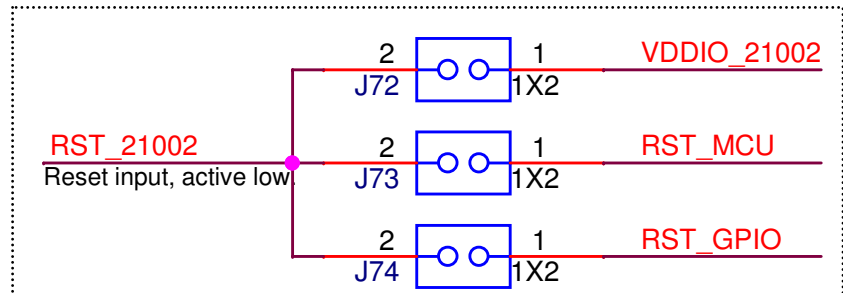 2 1 VDDIO_21002
J72 1X2
RST_21002 2 1 RST_MCU
Reset input, active low. J73 1X2
2 1 RST_GPIO
J74 1X2